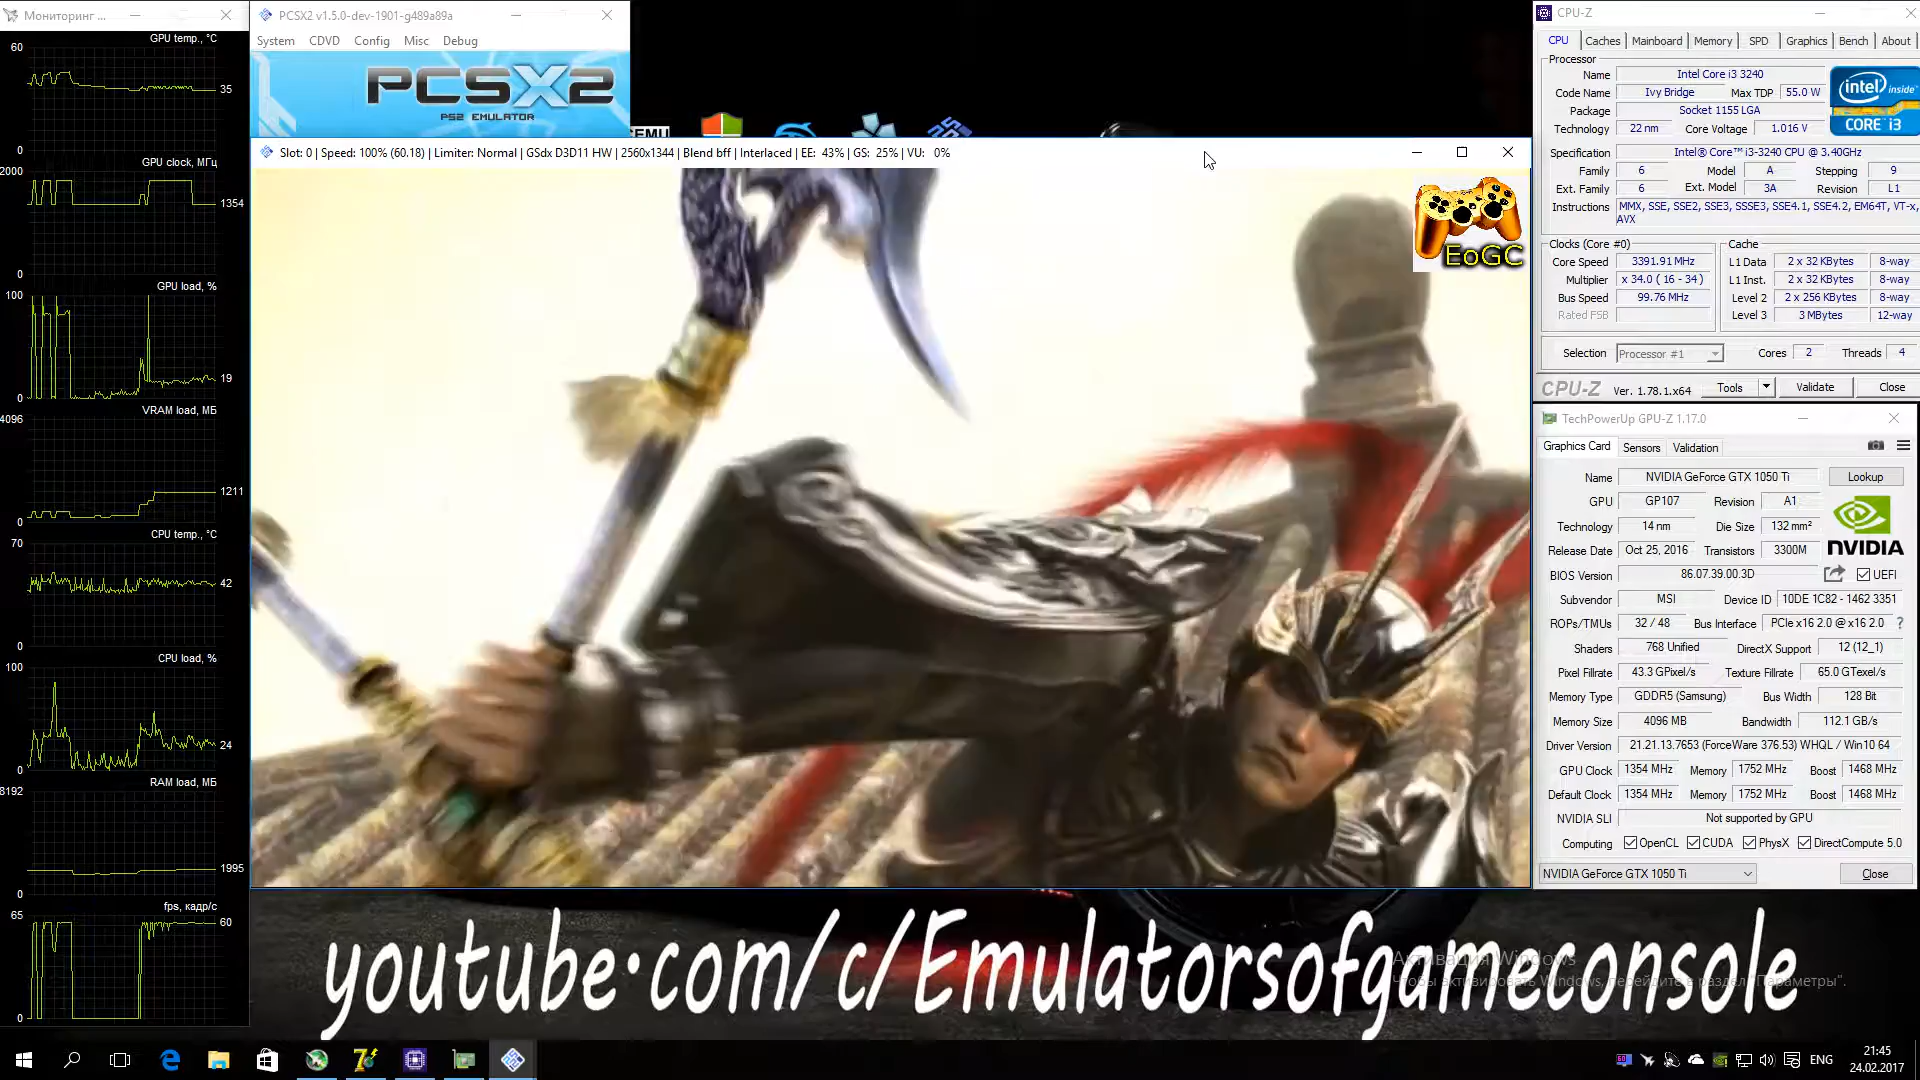 Мониторинг ...
GPU temp., °C
60
35
0
GPU clock, МГц
2000
1354
0
GPU load, %
100
19
0
VRAM load, МБ
4096
1211
0
CPU temp., °C
70
42
0
CPU load, %
100
24
0
RAM load, МБ
8192
1995
0
fps, кадр/с
65
60
0
PCSX2 v1.5.0-dev-1901-g489a89a
System CDVD Config Misc Debug
PCSX2
PS2 EMULATOR
CEMU
Slot: 0 | Speed: 100% (60.18) | Limiter: Normal | GSdx D3D11 HW | 2560x1344 | Blend bff | Interlaced | EE: 43% | GS: 25% | VU: 0%
EoGC
CPU-Z
CPU Caches Mainboard Memory SPD Graphics Bench About
Processor
Name Intel Core i3 3240
Code Name Ivy Bridge Max TDP 55.0 W
Package Socket 1155 LGA
Technology 22 nm Core Voltage 1.016 V
intel inside
CORE i3
Specification Intel® Core™ i3-3240 CPU @ 3.40GHz
Family 6 Model A Stepping 9
Ext. Family 6 Ext. Model 3A Revision L1
Instructions MMX, SSE, SSE2, SSE3, SSSE3, SSE4.1, SSE4.2, EM64T, VT-x,
AVX
Clocks (Core #0) Cache
Core Speed 3391.91 MHz L1 Data 2 x 32 KBytes 8-way
Multiplier x 34.0 ( 16 - 34 ) L1 Inst. 2 x 32 KBytes 8-way
Bus Speed 99.76 MHz Level 2 2 x 256 KBytes 8-way
Rated FSB Level 3 3 MBytes 12-way
Selection Processor #1 Cores 2 Threads 4
CPU-Z Ver. 1.78.1.x64 Tools Validate Close
TechPowerUp GPU-Z 1.17.0
Graphics Card Sensors Validation
Name NVIDIA GeForce GTX 1050 Ti Lookup
GPU GP107 Revision A1
Technology 14 nm Die Size 132 mm²
Release Date Oct 25, 2016 Transistors 3300M
NVIDIA
BIOS Version 86.07.39.00.3D UEFI
Subvendor MSI Device ID 10DE 1C82 - 1462 3351
ROPs/TMUs 32 / 48 Bus Interface PCIe x16 2.0 @ x16 2.0 ?
Shaders 768 Unified DirectX Support 12 (12_1)
Pixel Fillrate 43.3 GPixel/s Texture Fillrate 65.0 GTexel/s
Memory Type GDDR5 (Samsung) Bus Width 128 Bit
Memory Size 4096 MB Bandwidth 112.1 GB/s
Driver Version 21.21.13.7653 (ForceWare 376.53) WHQL / Win10 64
GPU Clock 1354 MHz Memory 1752 MHz Boost 1468 MHz
Default Clock 1354 MHz Memory 1752 MHz Boost 1468 MHz
NVIDIA SLI Not supported by GPU
Computing OpenCL CUDA PhysX DirectCompute 5.0
NVIDIA GeForce GTX 1050 Ti Close
youtube.com/c/Emulatorsofgameconsole
Активация Windows
Чтобы активировать Windows, перейдите в раздел "Параметры".
ENG
21:45
24.02.2017